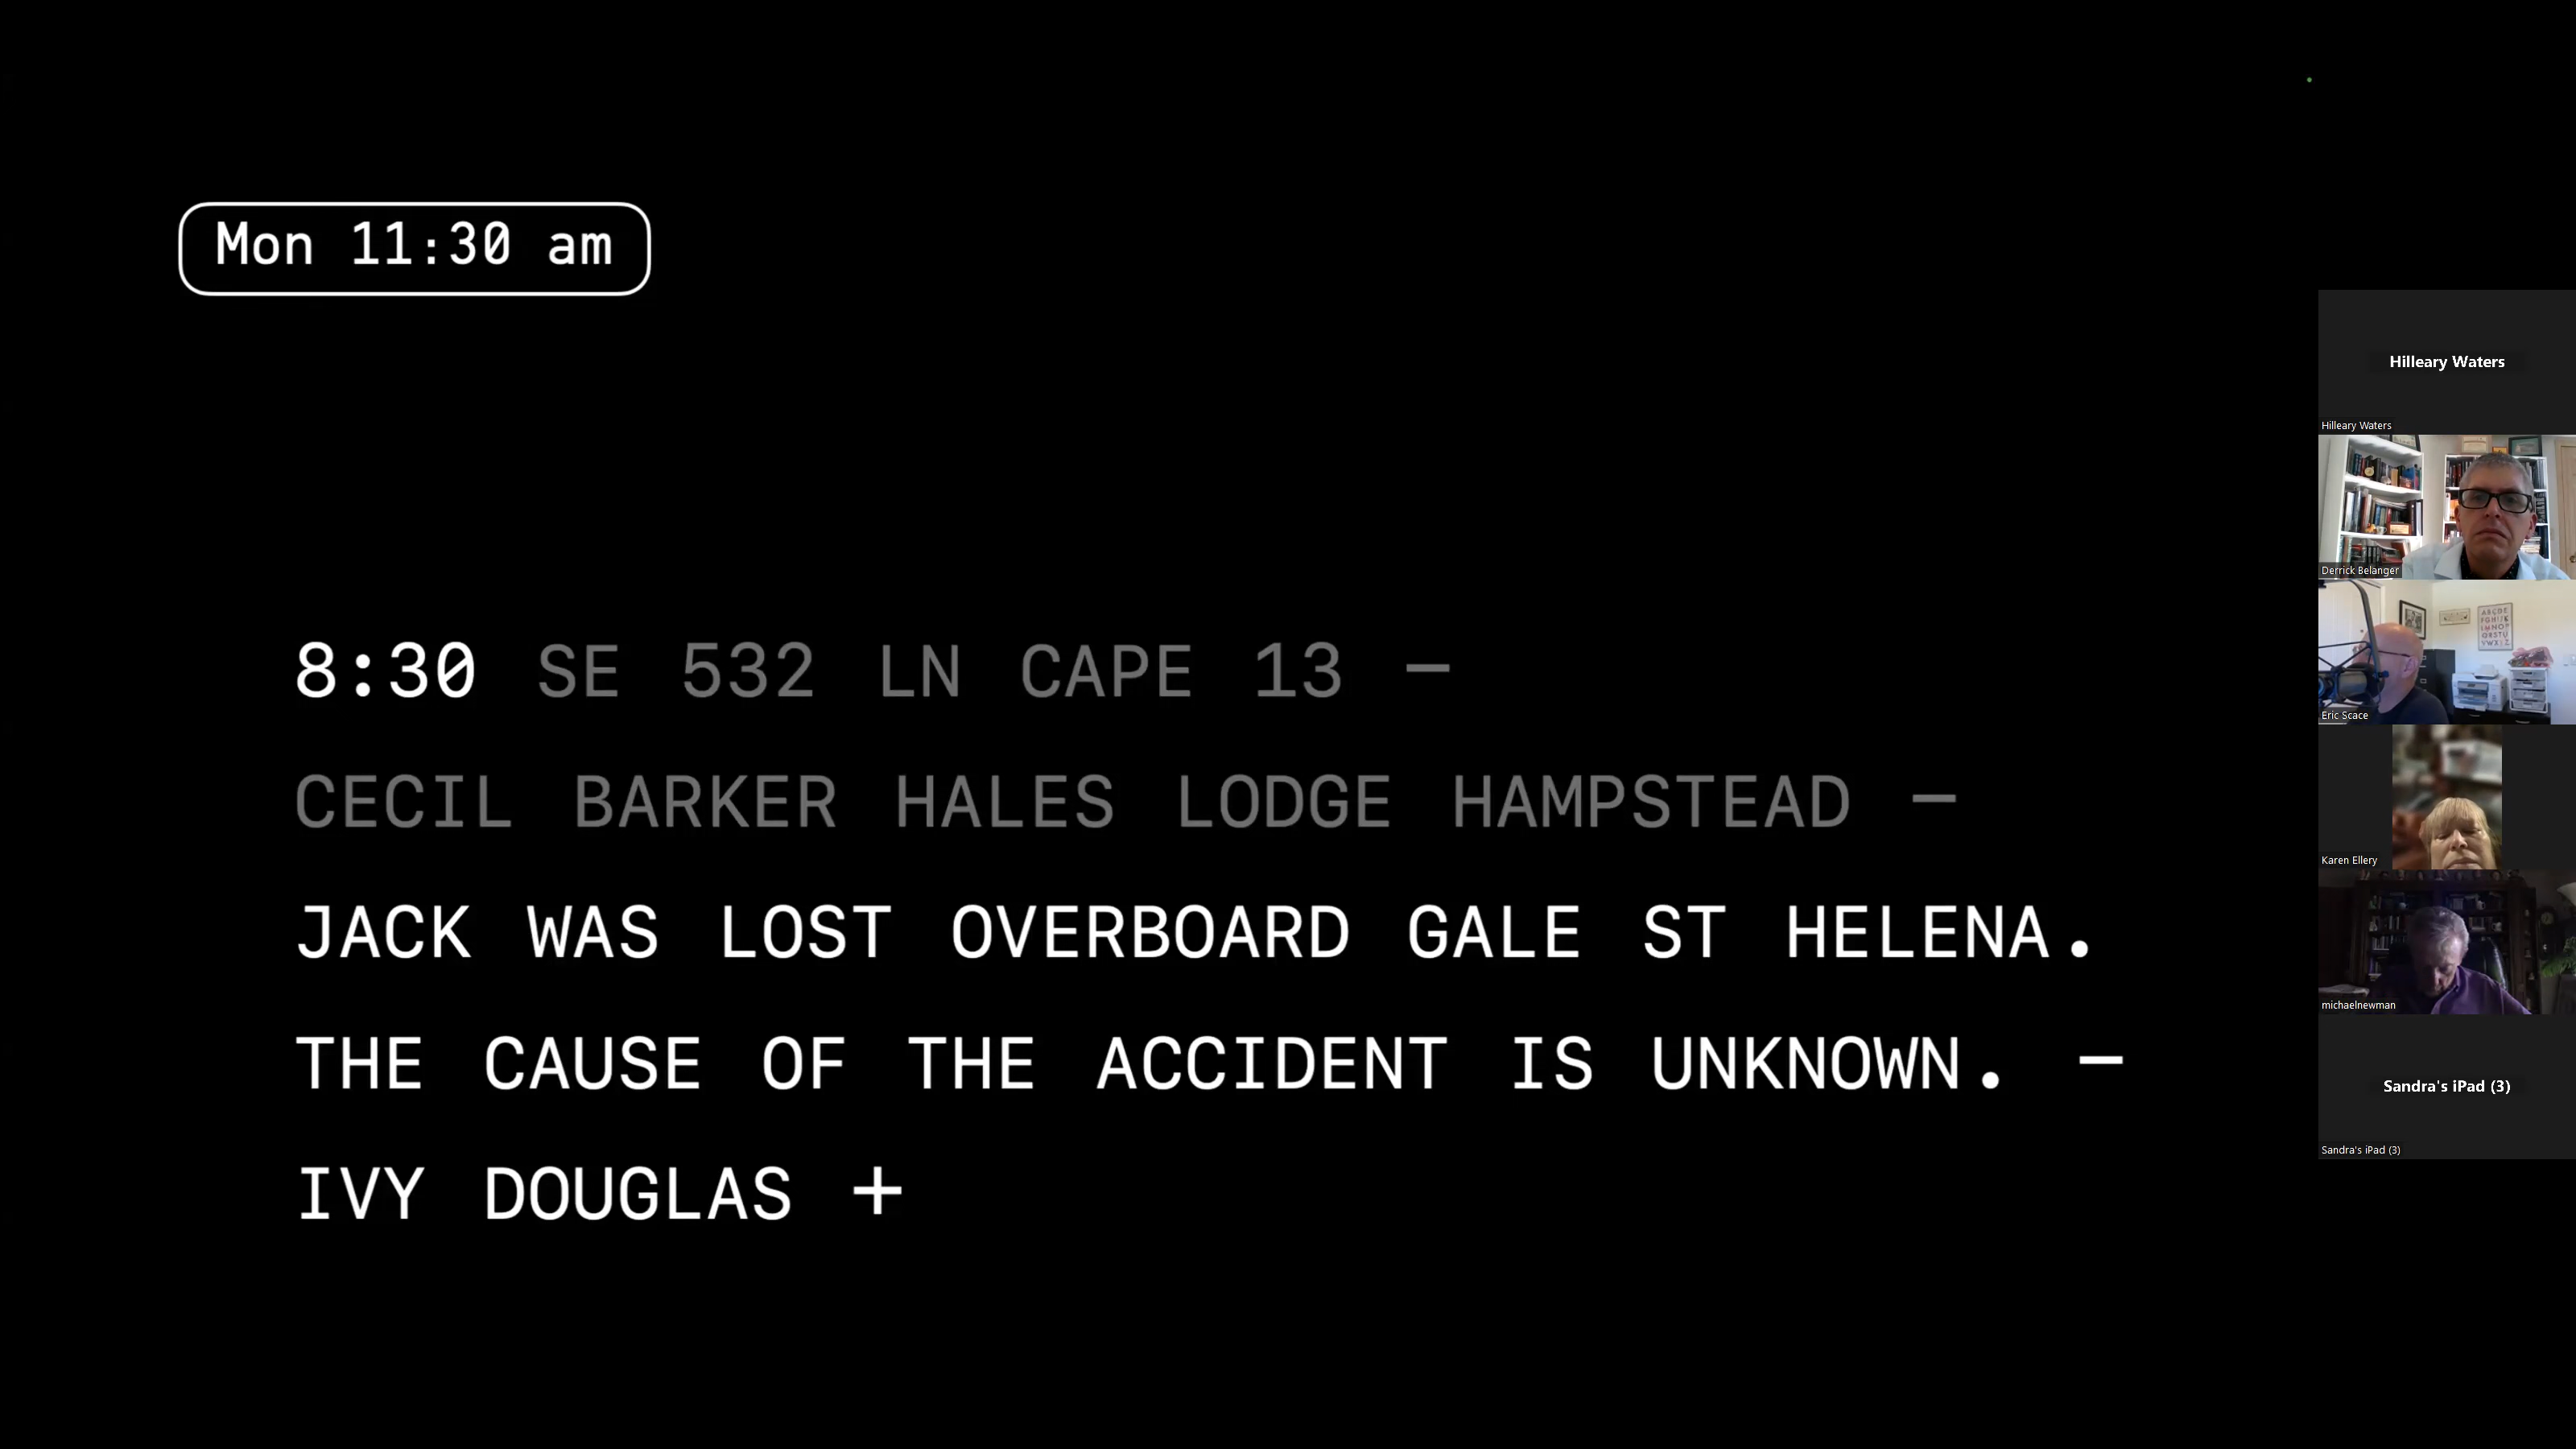 Mon 11:30 am
8:30 SE 532 LN CAPE 13 –
CECIL BARKER HALES LODGE HAMPSTEAD –
JACK WAS LOST OVERBOARD GALE ST HELENA.
THE CAUSE OF THE ACCIDENT IS UNKNOWN. –
IVY DOUGLAS +
Hilleary Waters
Hilleary Waters
Derrick Belanger
Eric Scace
Karen Ellery
michaelnewman
Sandra's iPad (3)
Sandra's iPad (3)